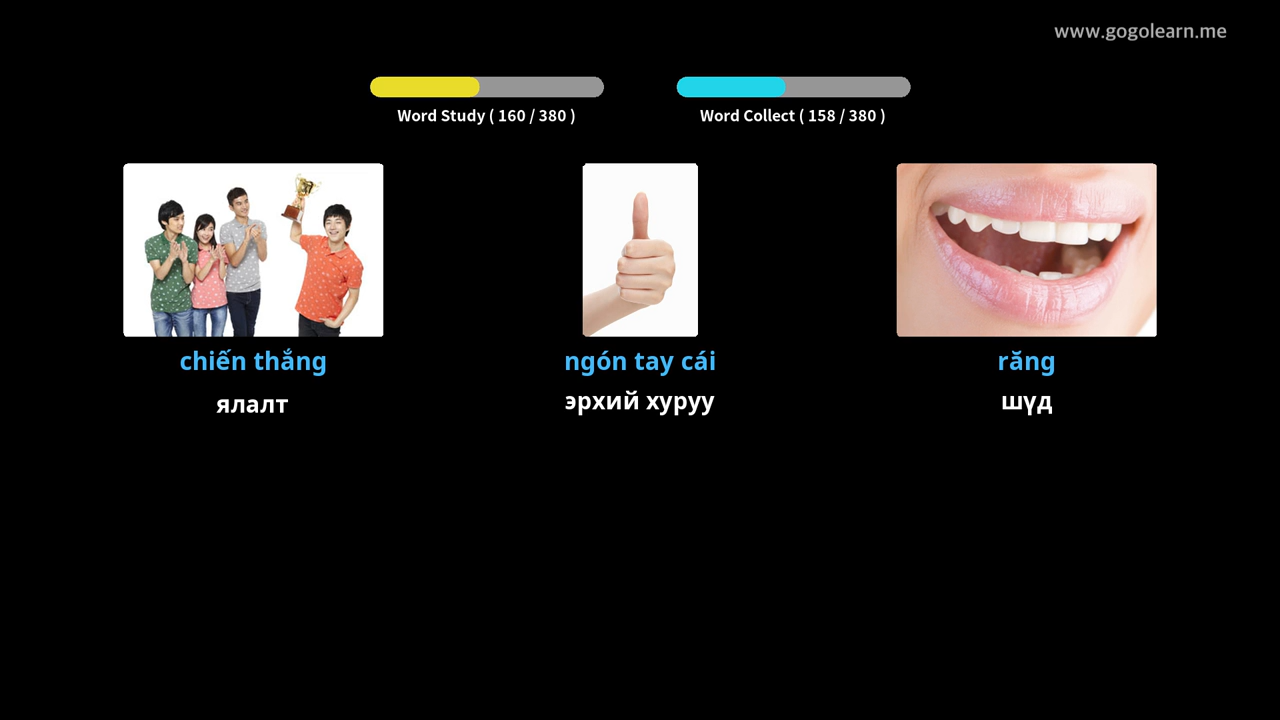 www.gogolearn.me
Word Study ( 160 / 380 )
Word Collect ( 158 / 380 )
chiến thắng
ngón tay cái
răng
ялалт
эрхий хуруу
шүд